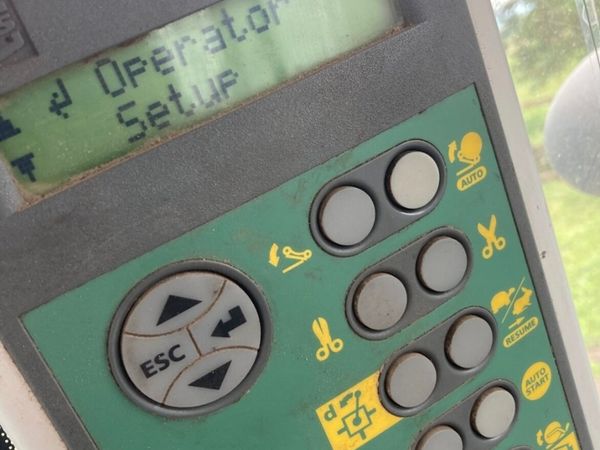 Operator
Setup
AUTO
ESC
RESUME
AUTO
START
P